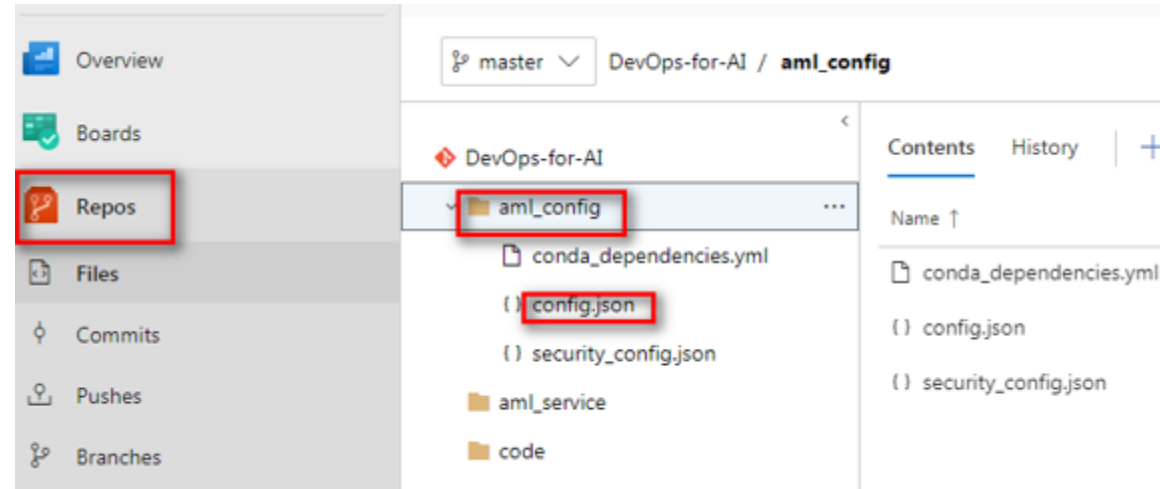 Overview
Boards
Repos
Files
Commits
Pushes
Branches
master
DevOps-for-AI / aml_config
DevOps-for-AI
aml_config
conda_dependencies.yml
{} config.json
{} security_config.json
aml_service
code
Contents History +
Name ↑
conda_dependencies.yml
{} config.json
{} security_config.json